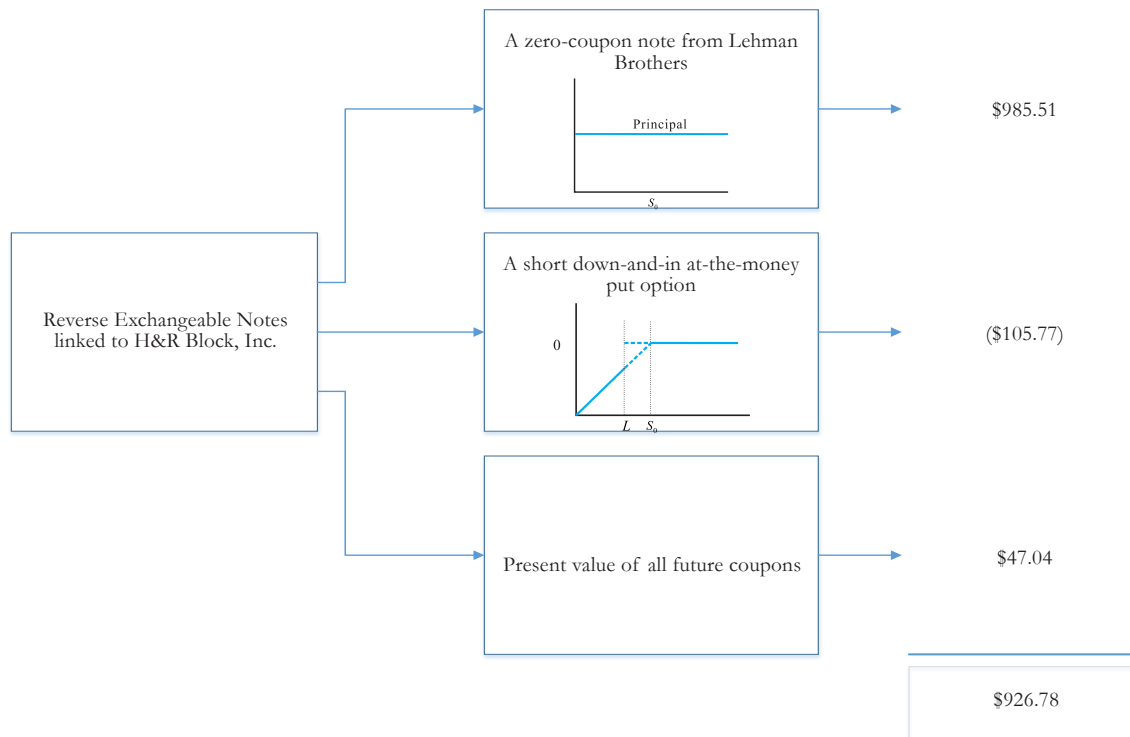 A zero-coupon note from Lehman
Brothers
Principal
S₀
$985.51
Reverse Exchangeable Notes
linked to H&R Block, Inc.
A short down-and-in at-the-money
put option
0
L S₀
($105.77)
Present value of all future coupons
$47.04
$926.78